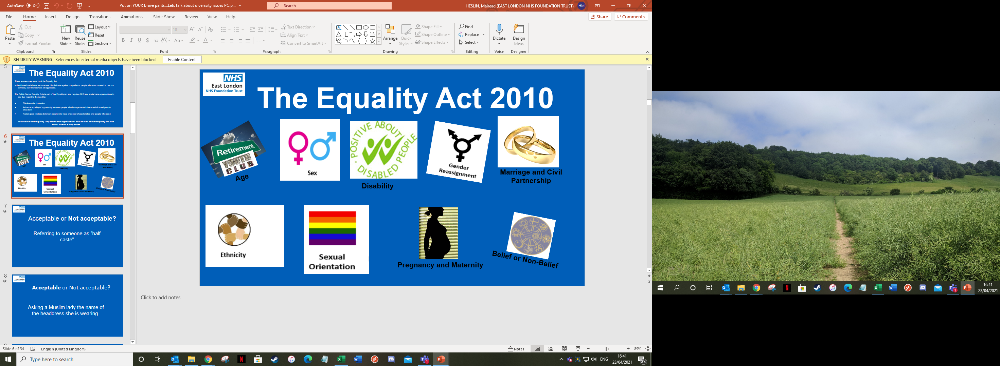 AutoSave Off
Put on YOUR brave pants...Lets talk about diverssity issues PC.p...
Search
HESLIN, Mairead (EAST LONDON NHS FOUNDATION TRUST) HM
File Home Insert Design Transitions Animations Slide Show Review View Help
Share Comments
Paste
Cut
Copy
Format Painter
Clipboard
New
Slide
Reuse
Slides
Layout
Reset
Section
Slides
18
B I U S ab AV Aa A
Font
Text Direction
Align Text
Convert to SmartArt
Paragraph
Arrange
Quick
Styles
Shape Fill
Shape Outline
Shape Effects
Drawing
Find
Replace
Select
Editing
Dictate
Voice
Design
Ideas
Designer
SECURITY WARNING References to external media objects have been blocked Enable Content
5
NHS
The Equality Act 2010
There are two key aspects of the Equality Act.
In health and social care we must not discriminate against our patients, people who want or need to use our
services, staff members or job applicants.
The Public Sector Equality Duty is part of the Equality Act and requires NHS and social care organisations to
pay due regard to the need to:
Eliminate discrimination
Advance equality of opportunity between people who have protected characteristics and people
who don't
Foster good relations between people who have protected characteristics and people who don't
The Public Sector Equality Duty means that organisations have to think about inequality and take
action to reduce inequalities
6
NHS
The Equality Act 2010
Retirement
Age
Sex
Disability
Gender
Reassignment
Marriage and Civil
Partnership
Ethnicity
Sexual
Orientation
Pregnancy and Maternity
Belief or Non-Belief
7
NHS
Acceptable or Not acceptable?
Referring to someone as “half
caste”
8
NHS
Acceptable or Not acceptable?
Asking a Muslim lady the name of
the headdress she is wearing…
NHS
East London
NHS Foundation Trust
The Equality Act 2010
Retirement
YOUTH
CLUB
Age
Sex
POSITIVE ABOUT DISABLED PEOPLE
Disability
Gender
Reassignment
Marriage and Civil
Partnership
Ethnicity
Sexual
Orientation
Pregnancy and Maternity
Belief or Non-Belief
Click to add notes
Slide 6 of 34 English (United Kingdom)
Notes
89%
Type here to search
ENG
16:41
23/04/2021
23
16:41
23/04/2021